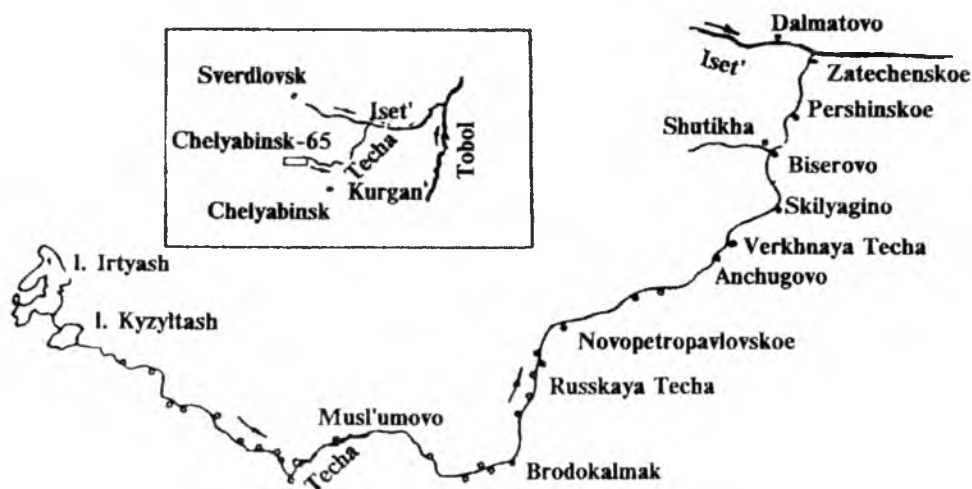 Dalmatovo
Iset'
Zatechenskoe
Pershinskoe
Shutikha
Biserovo
Skilyagino
Verkhnaya Techa
Anchugovo
Novopetropavlovskoe
Russkaya Techa
Brodokalmak
Musl'umovo
Techa
l. Irtyash
l. Kyzyltash
Sverdlovsk
Iset'
Chelyabinsk-65
Techa
Tobol
Kurgan'
Chelyabinsk